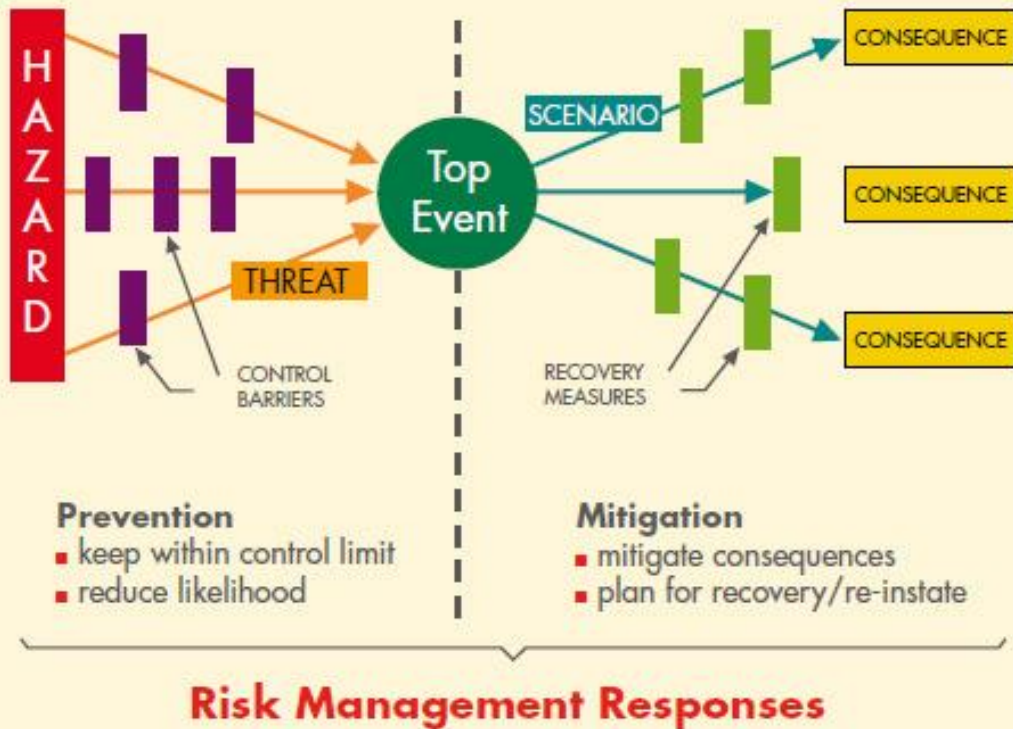 HAZARD
CONSEQUENCE
SCENARIO
Top
Event
CONSEQUENCE
THREAT
CONSEQUENCE
CONTROL
BARRIERS
RECOVERY
MEASURES
Prevention
▪ keep within control limit
▪ reduce likelihood
Mitigation
▪ mitigate consequences
▪ plan for recovery/re-instate
Risk Management Responses